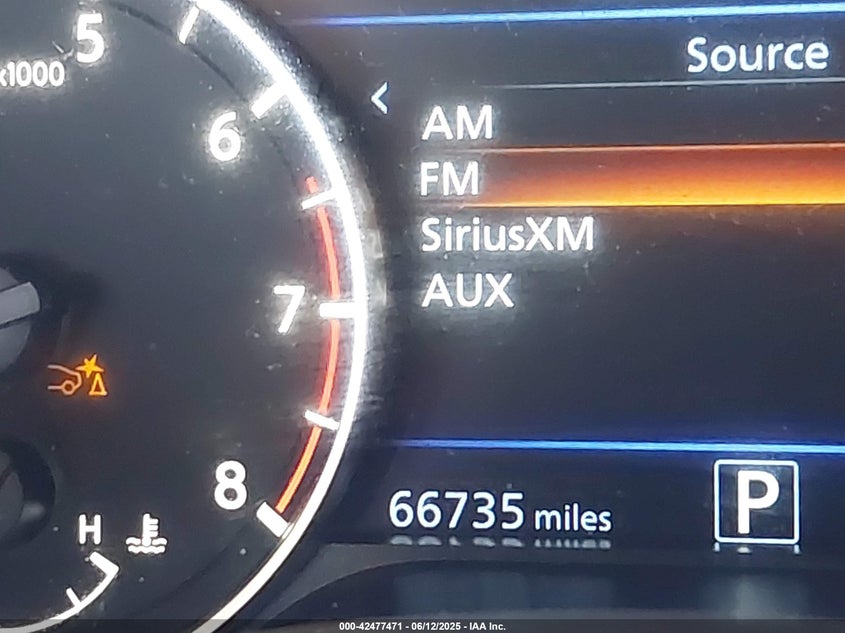 5
x1000
6
7
8
H
Source
<
AM
FM
SiriusXM
AUX
66735 miles
P
000-42477471 - 06/12/2025 - IAA Inc.